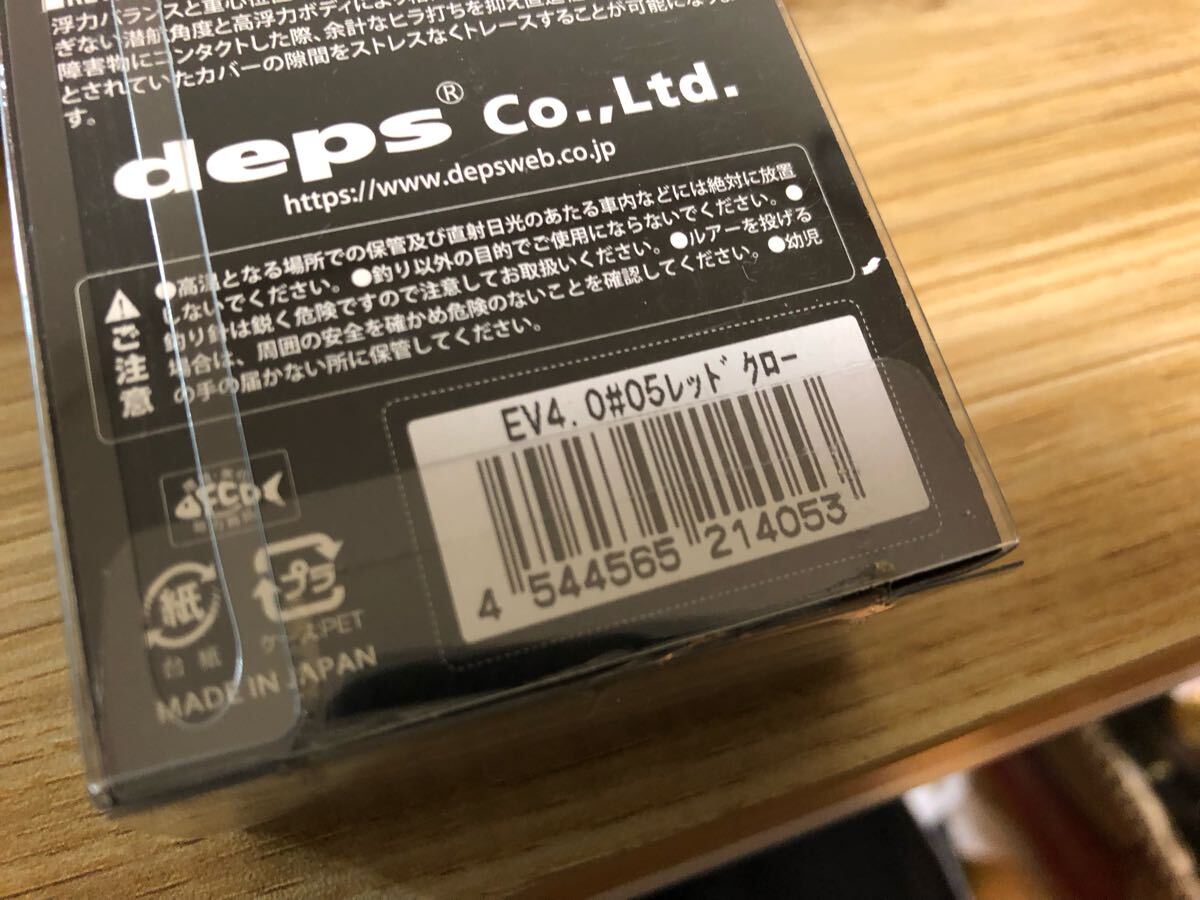 浮力バランスと重心位置
ぎない潜航角度と高浮力ボディにより
障害物にコンタクトした際、余計なヒラ打ちを抑え直進
とされていたカバーの隙間をストレスなくトレースすることが可能になりま
す。
deps® Co.,Ltd.
https://www.depsweb.co.jp
ご注意
●高温となる場所での保管及び直射日光のあたる車内などには絶対に放置
しないでください。●釣り以外の目的でご使用にならないでください。●
釣り針は鋭く危険ですので注意してお取扱いください。●ルアーを投げる
場合は、周囲の安全を確かめ危険のないことを確認してください。●幼児
の手の届かない所に保管してください。
EV4.0#05レッド クロー
4 544565 214053
ECO
紙
プラ
台紙
ケース:PET
MADE IN JAPAN